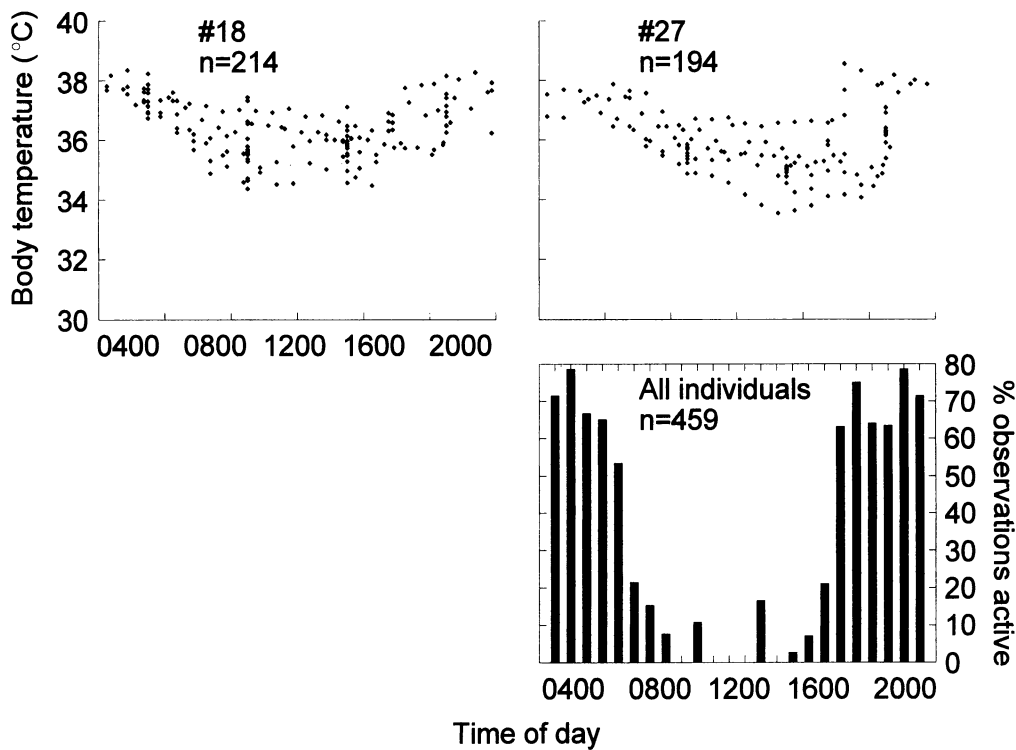 Body temperature (°C)
40
38
36
34
32
30
#18
n=214
0400 0800 1200 1600 2000
#27
n=194
All individuals
n=459
80
70
60
50
40
30
20
10
0
% observations active
0400 0800 1200 1600 2000
Time of day